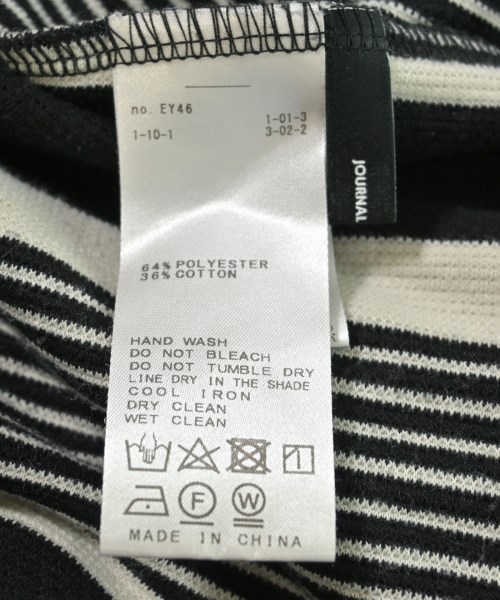 no. EY46
1-01-3
1-10-1
3-02-2
JOURNAL
64% POLYESTER
36% COTTON
HAND WASH
DO NOT BLEACH
DO NOT TUMBLE DRY
LINE DRY IN THE SHADE
COOL IRON
DRY CLEAN
WET CLEAN
F W
MADE IN CHINA